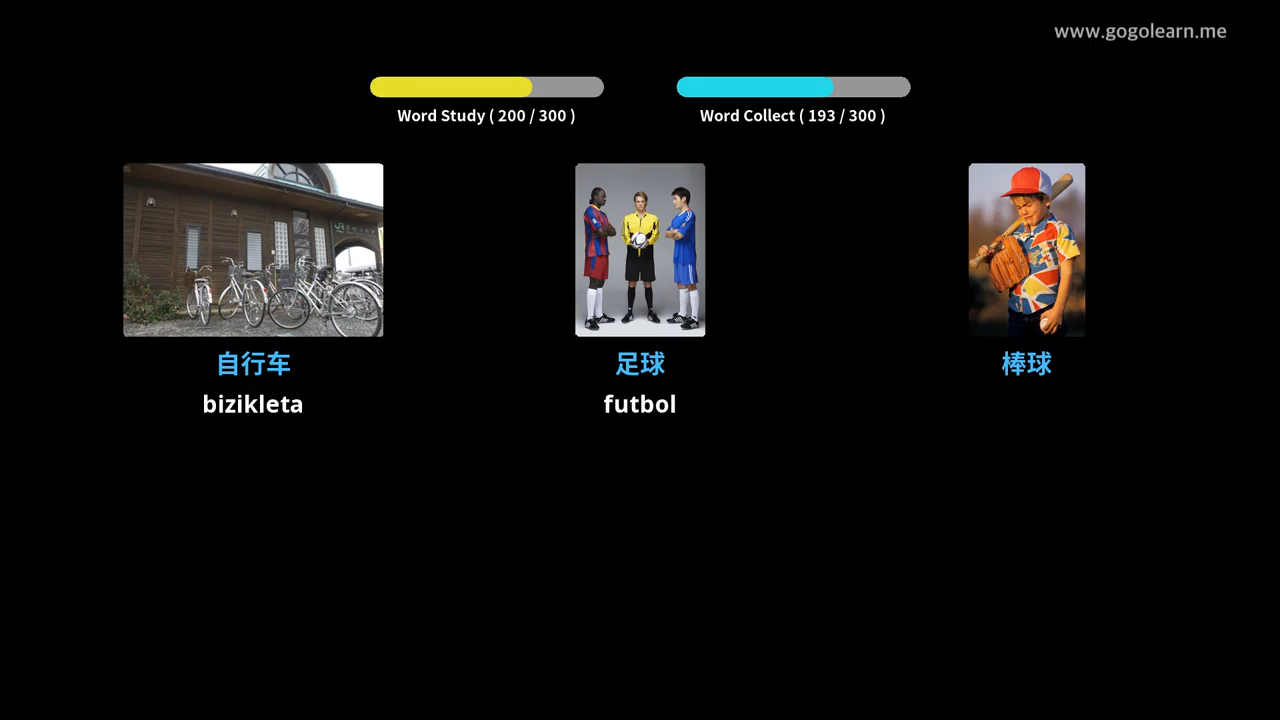 www.gogolearn.me
Word Study ( 200 / 300 )
Word Collect ( 193 / 300 )
JR
自行车
足球
棒球
bizikleta
futbol